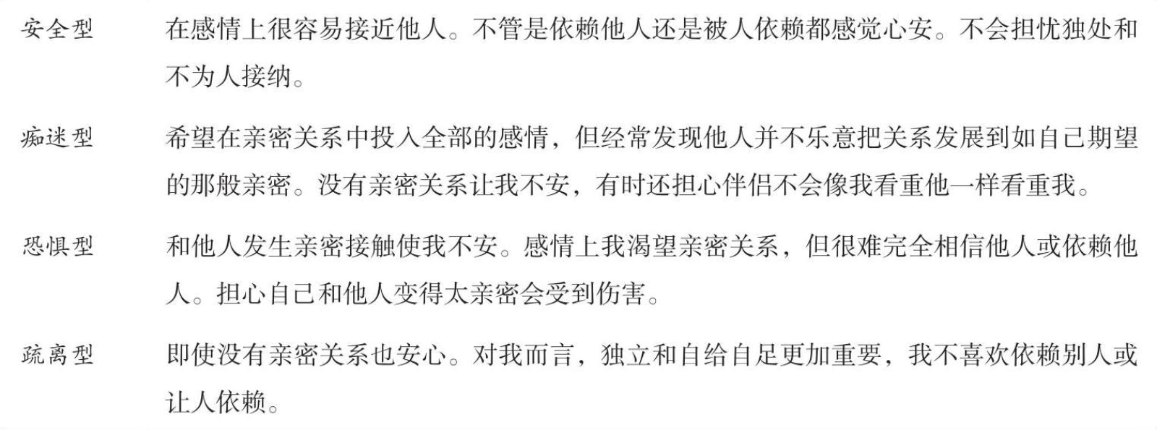 安全型 在感情上很容易接近他人。不管是依赖他人还是被人依赖都感觉心安。不会担忧独处和
不为人接纳。
痴迷型 希望在亲密关系中投入全部的感情，但经常发现他人并不乐意把关系发展到如自己期望
的那般亲密。没有亲密关系让我不安，有时还担心伴侣不会像我看重他一样看重我。
恐惧型 和他人发生亲密接触使我不安。感情上我渴望亲密关系，但很难完全相信他人或依赖他
人。担心自己和他人变得太亲密会受到伤害。
疏离型 即使没有亲密关系也安心。对我而言，独立和自给自足更加重要，我不喜欢依赖别人或
让人依赖。